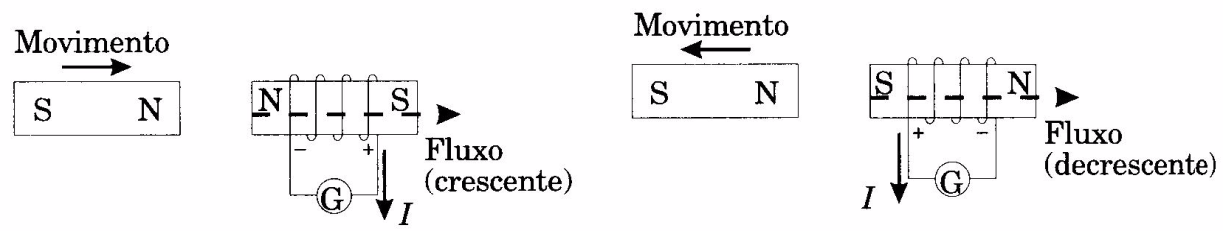 Movimento
S N
N S
- +
Fluxo
(crescente)
G
I
Movimento
S N
S N
+ -
Fluxo
(decrescente)
G
I